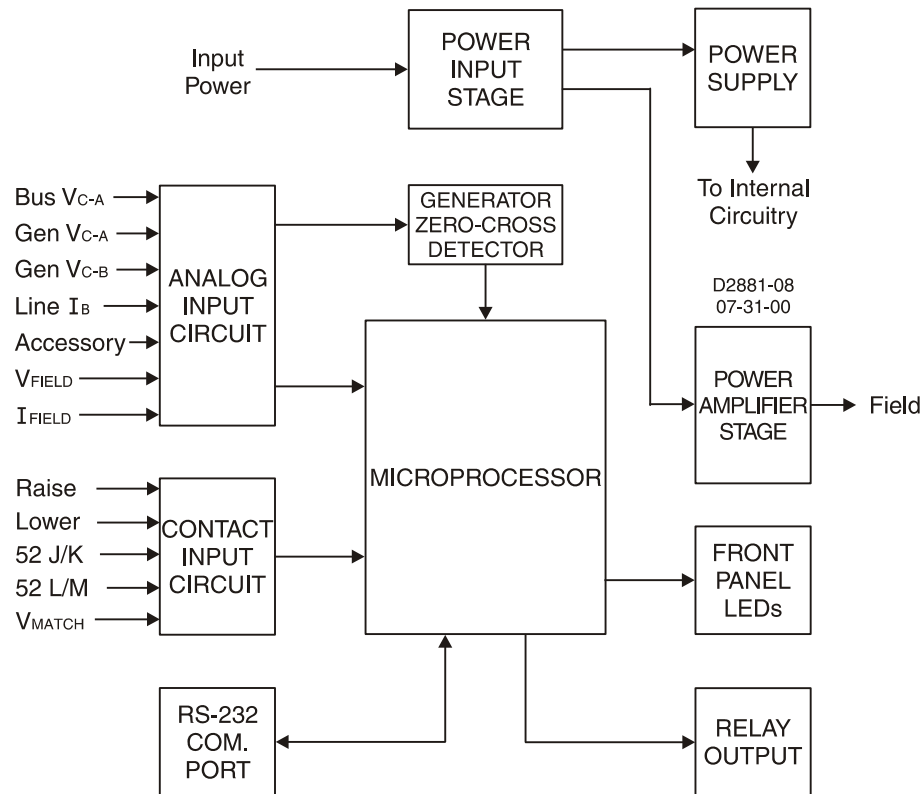 Input
Power
POWER
INPUT
STAGE
POWER
SUPPLY
To Internal
Circuitry
Bus VC-A
Gen VC-A
Gen VC-B
Line IB
Accessory
VFIELD
IFIELD
ANALOG
INPUT
CIRCUIT
GENERATOR
ZERO-CROSS
DETECTOR
D2881-08
07-31-00
POWER
AMPLIFIER
STAGE
Field
MICROPROCESSOR
Raise
Lower
52 J/K
52 L/M
VMATCH
CONTACT
INPUT
CIRCUIT
FRONT
PANEL
LEDs
RS-232
COM.
PORT
RELAY
OUTPUT